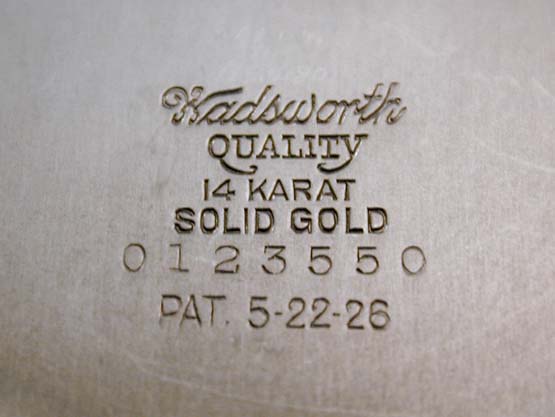 Wadsworth
QUALITY
14 KARAT
SOLID GOLD
0123550
PAT. 5-22-26